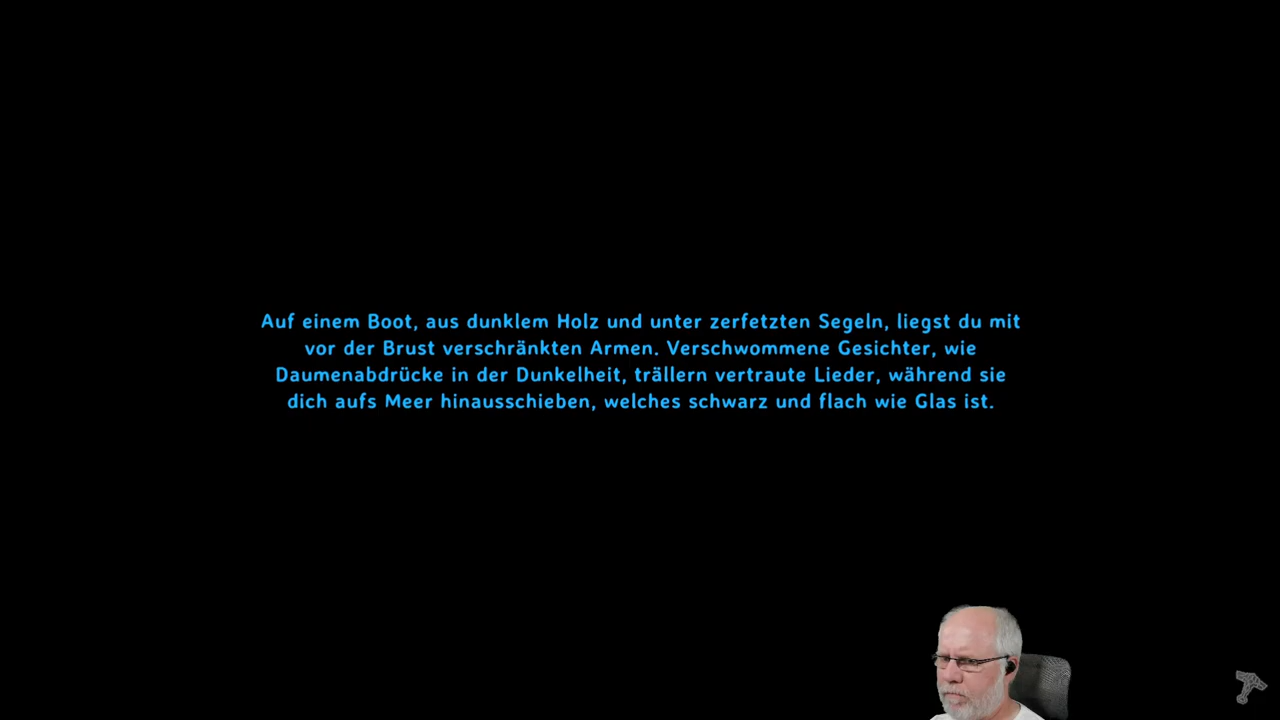 Auf einem Boot, aus dunklem Holz und unter zerfetzten Segeln, liegst du mit
vor der Brust verschränkten Armen. Verschwommene Gesichter, wie
Daumenabdrücke in der Dunkelheit, trällern vertraute Lieder, während sie
dich aufs Meer hinausschieben, welches schwarz und flach wie Glas ist.